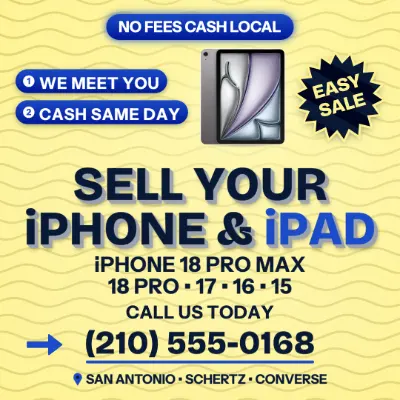 NO FEES CASH LOCAL
1 WE MEET YOU
2 CASH SAME DAY
EASY
SALE
SELL YOUR
iPHONE & iPAD
iPHONE 18 PRO MAX
18 PRO • 17 • 16 • 15
CALL US TODAY
(210) 555-0168
SAN ANTONIO • SCHERTZ • CONVERSE